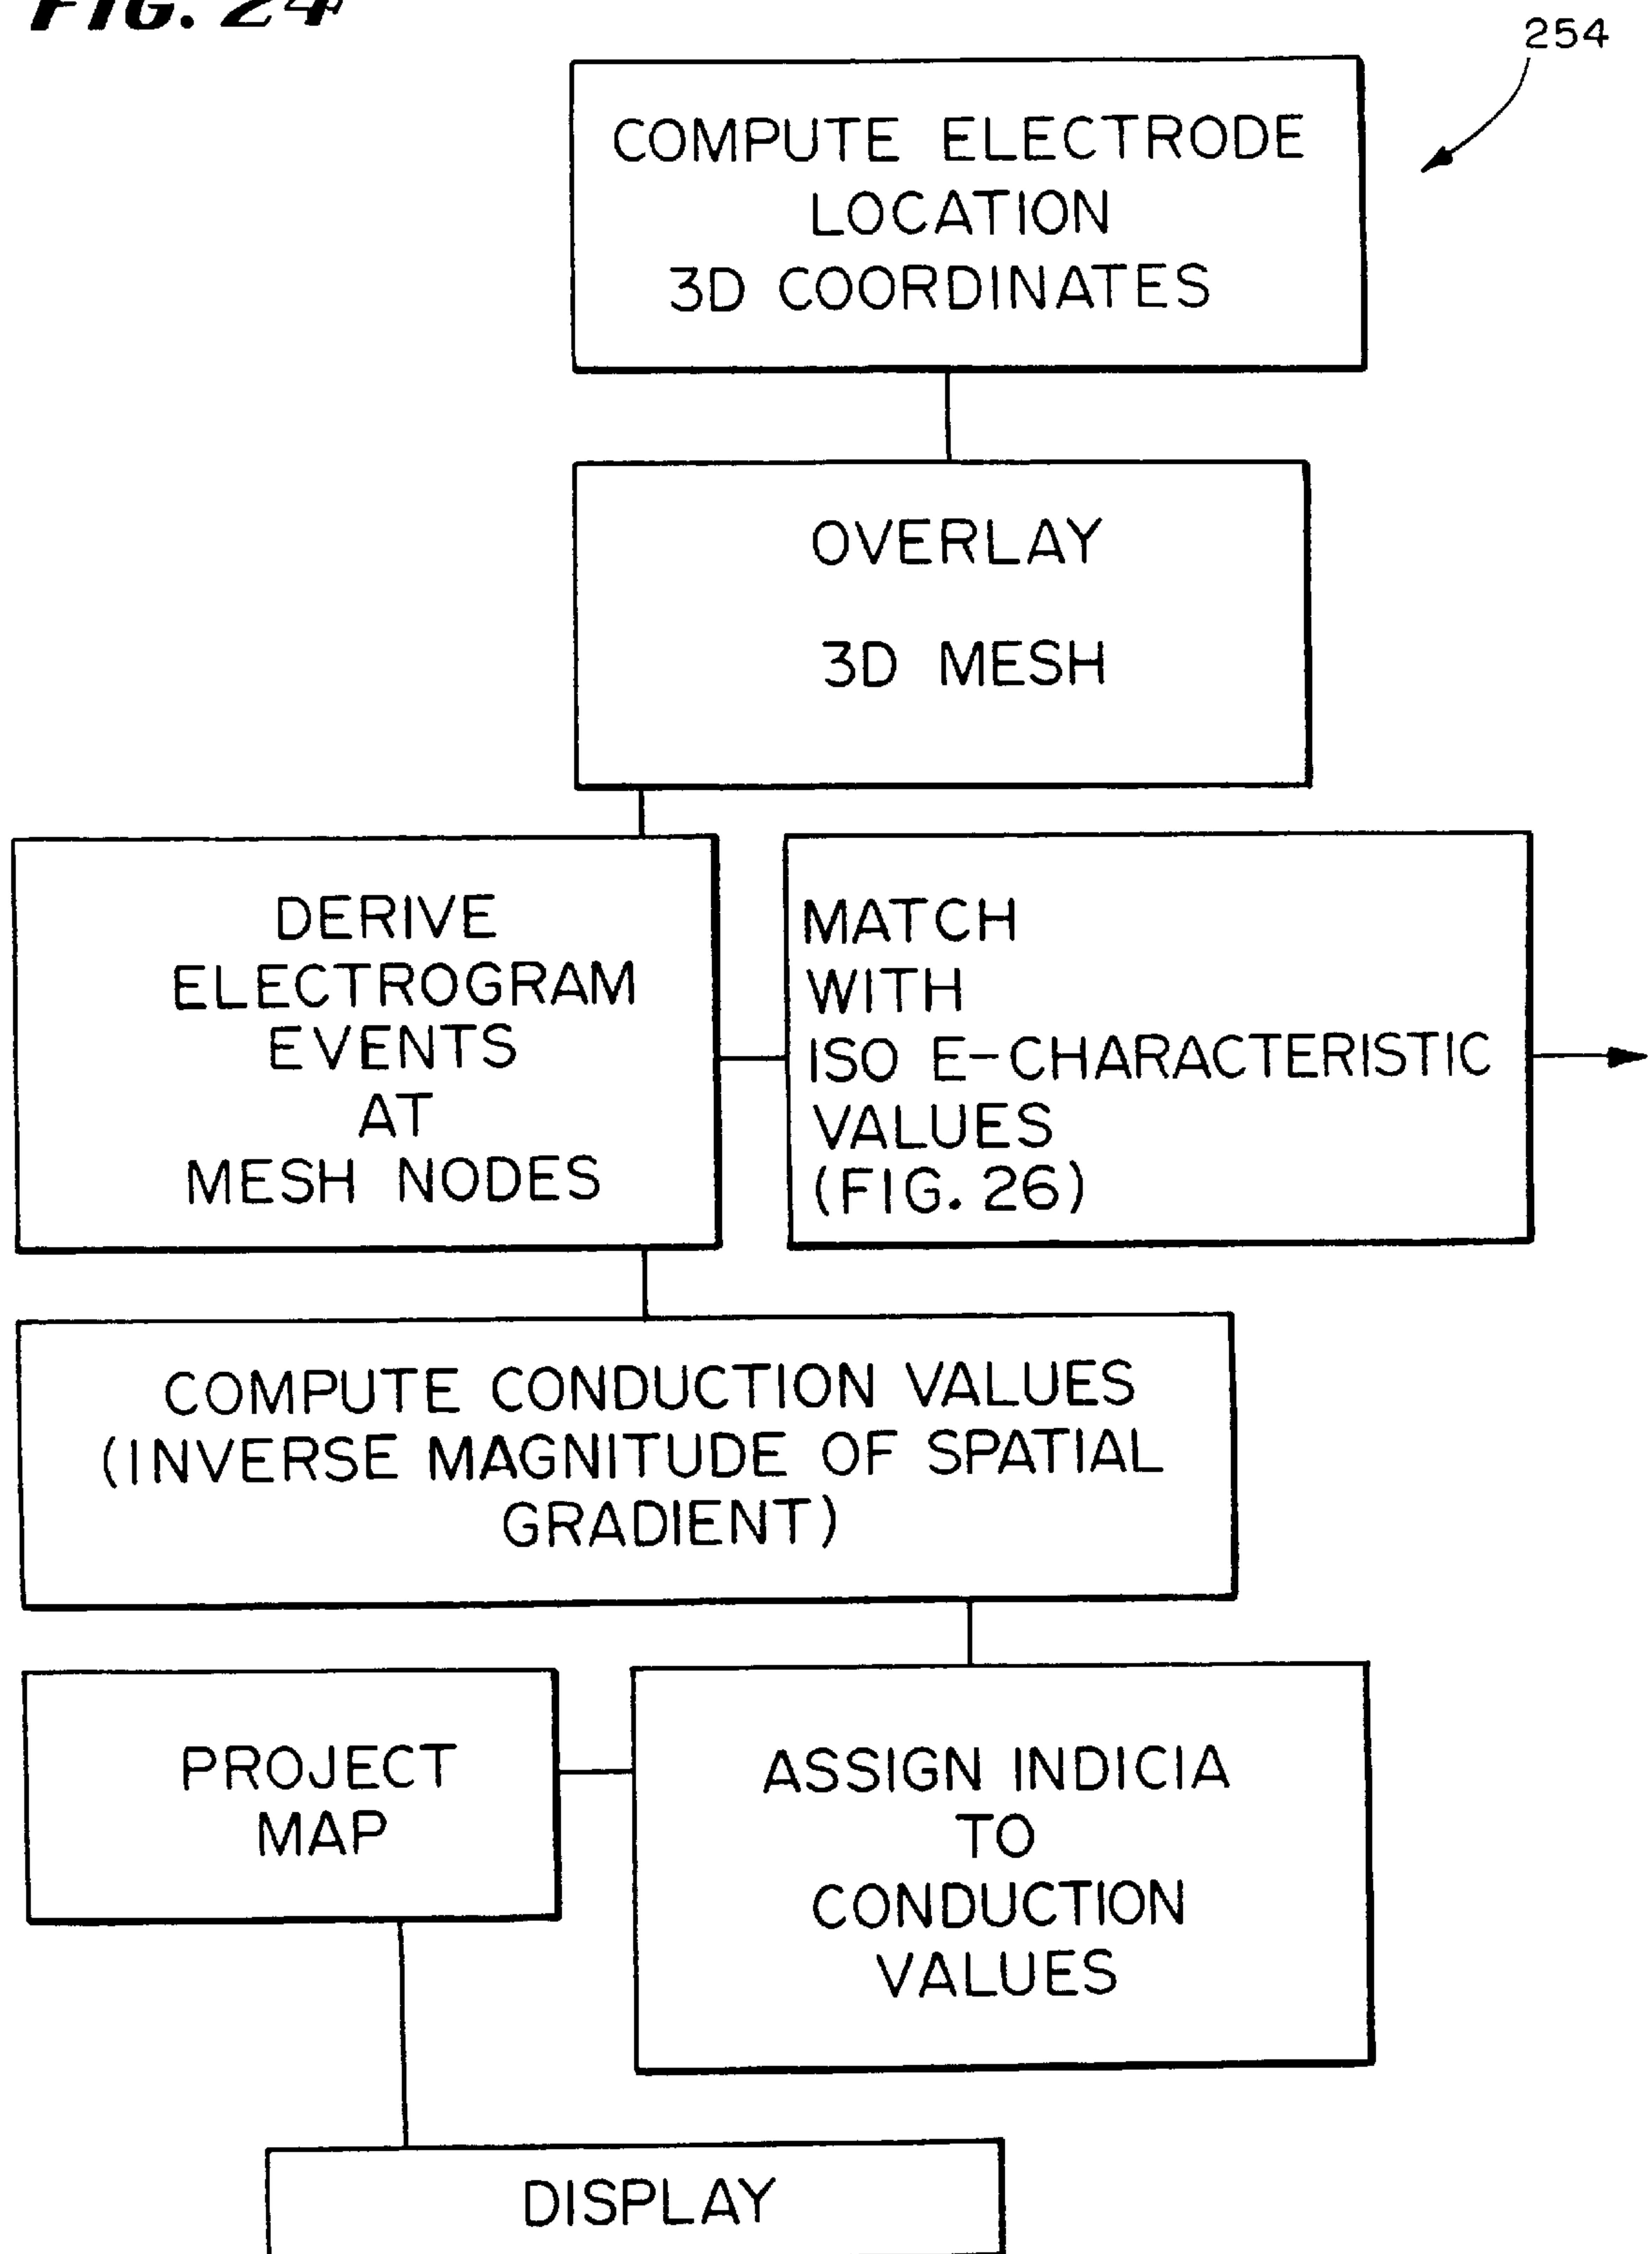 FIG. 24
254
COMPUTE ELECTRODE
LOCATION
3D COORDINATES
OVERLAY
3D MESH
DERIVE
ELECTROGRAM
EVENTS
AT
MESH NODES
MATCH
WITH
ISO E-CHARACTERISTIC
VALUES
(FIG. 26)
COMPUTE CONDUCTION VALUES
(INVERSE MAGNITUDE OF SPATIAL
GRADIENT)
PROJECT
MAP
ASSIGN INDICIA
TO
CONDUCTION
VALUES
DISPLAY